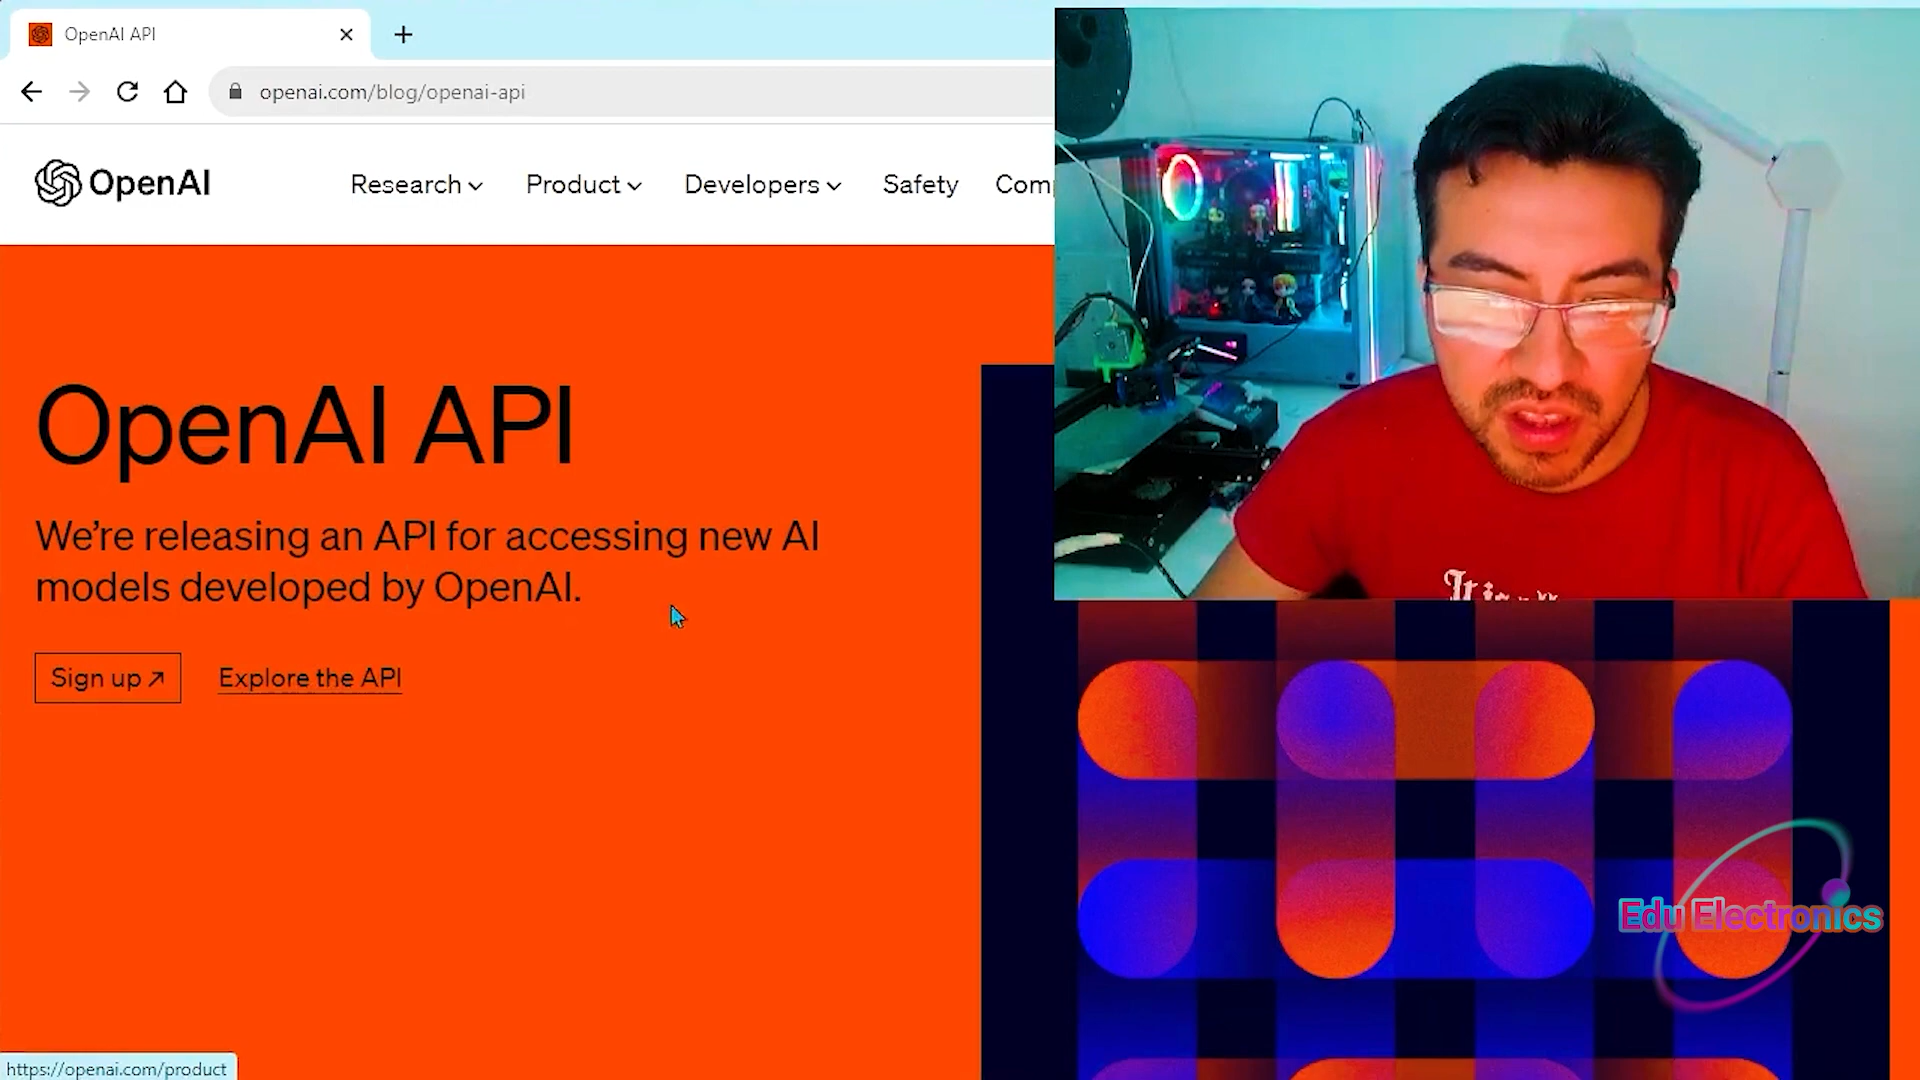 OpenAI API
openai.com/blog/openai-api
OpenAI
Research Product Developers Safety Comp
OpenAI API
We're releasing an API for accessing new AI
models developed by OpenAI.
Sign up ↗ Explore the API
Edu Electronics
https://openai.com/product